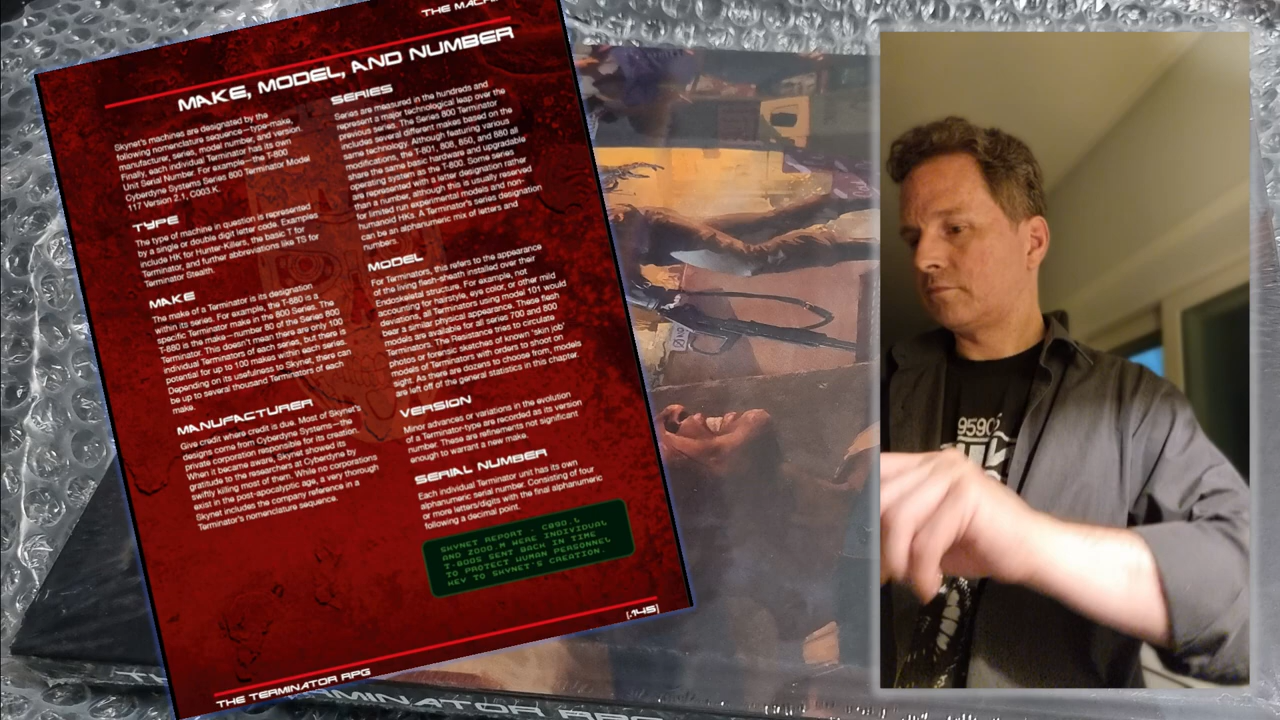 THE MACH
MAKE, MODEL, AND NUMBER
Skynet's machines are designated by the
following nomenclature sequence—type-make,
manufacturer, series, model number, and version.
Finally, each individual Terminator has its own
Unit Serial Number. For example—the T-800
Cyberdyne Systems Series 800 Terminator Model
117 Version 2.1, C003.K.
TYPE
The type of machine in question is represented
by a single or double digit letter code. Examples
include HK for Hunter-Killers, the basic T for
Terminator, and further abbreviations like TS for
Terminator Stealth.
MAKE
The make of a Terminator is its designation
within its series. For example, the T-880 is a
specific Terminator make in the 800 Series. The
T-880 is the make—number 80 of the Series 800
Terminator. This doesn't mean there are only 100
individual Terminators of each series, but there is
potential for up to 100 makes within each series.
Depending on its usefulness to Skynet, there can
be up to several thousand Terminators of each
make.
MANUFACTURER
Give credit where credit is due. Most of Skynet's
designs come from Cyberdyne Systems—the
private corporation responsible for its creation.
When it became aware, Skynet showed its
gratitude to the researchers at Cyberdyne by
swiftly killing most of them. While no corporations
exist in the post-apocalyptic age, a very thorough
Skynet includes the company reference in a
Terminator's nomenclature sequence.
SERIES
Series are measured in the hundreds and
represent a major technological leap over the
previous series. The Series 800 Terminator
includes several different makes based on the
same technology. Although featuring various
modifications, the T-801, 808, 850, and 880 all
share the same basic hardware and upgradable
operating system as the T-800. Some series
are represented with a letter designation rather
than a number, although this is usually reserved
for limited run experimental models and non-
humanoid HKs. A Terminator's series designation
can be an alphanumeric mix of letters and
numbers.
MODEL
For Terminators, this refers to the appearance
of the living flesh-sheath installed over their
Endoskeletal structure. For example, not
accounting for hairstyle, eye color, or other mild
deviations, all Terminators using model 101 would
bear a similar physical appearance. These flesh
models are available for all series 700 and 800
Terminators. The Resistance tries to circulate
photos or forensic sketches of known 'skin job'
models of Terminators with orders to shoot on
sight. As there are dozens to choose from, models
are left off of the general statistics in this chapter.
VERSION
Minor advances or variations in the evolution
of a Terminator-type are recorded as its version
number. These are refinements not significant
enough to warrant a new make.
SERIAL NUMBER
Each individual Terminator unit has its own
alphanumeric serial number. Consisting of four
or more letters/digits with the final alphanumeric
following a decimal point.
SKYNET REPORT - C890.L
AND Z000.M WERE INDIVIDUAL
T-800S SENT BACK IN TIME
TO PROTECT HUMAN PERSONNEL
KEY TO SKYNET'S CREATION.
[145]
THE TERMINATOR RPG
MINATOR RPG
9590